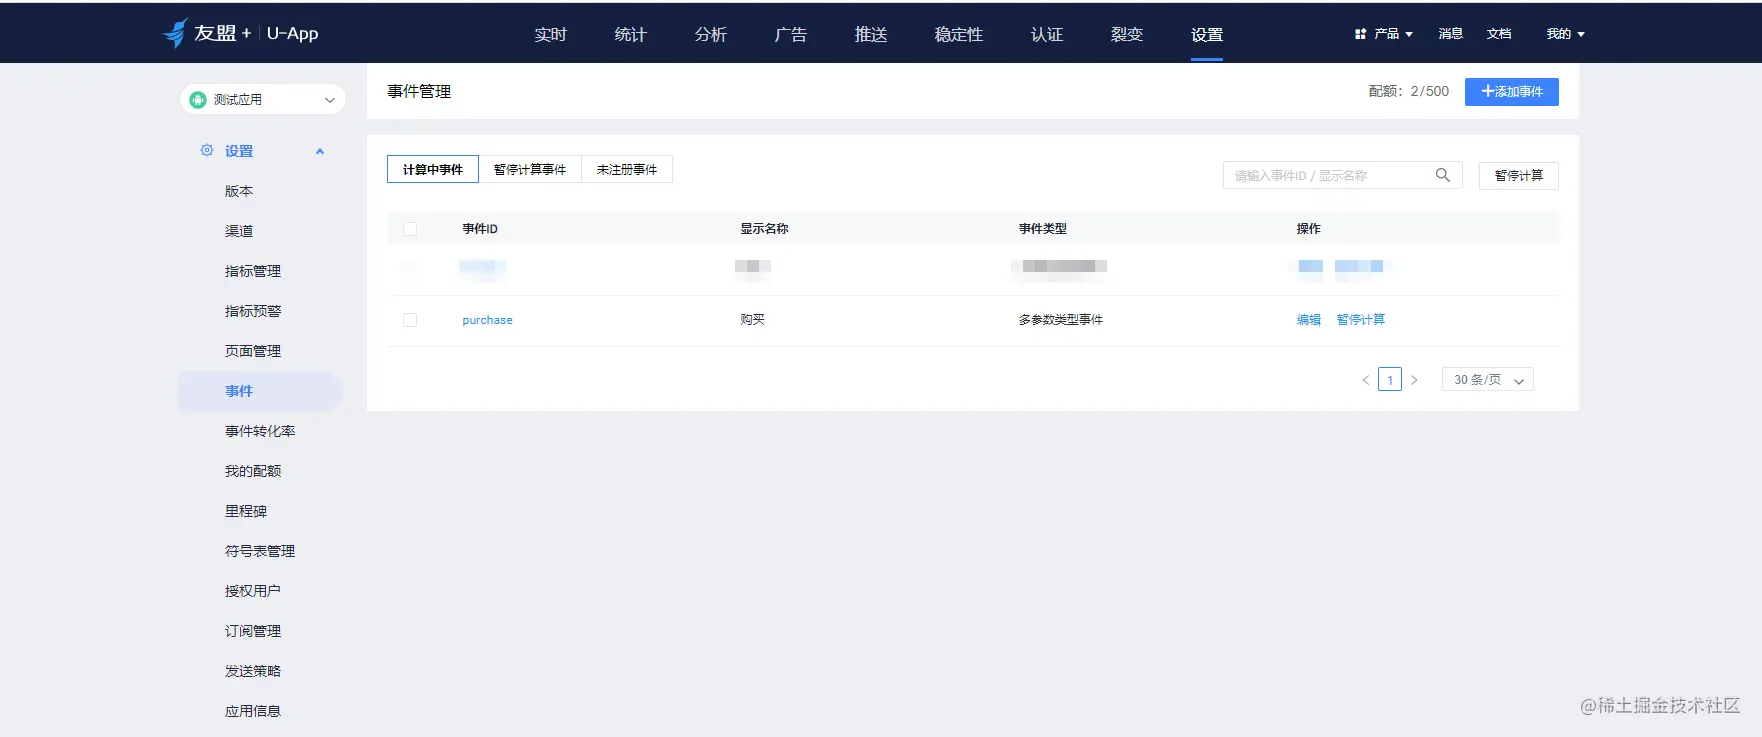 友盟+ U-App 实时 统计 分析 广告 推送 稳定性 认证 裂变 设置 产品 消息 文档 我的
测试应用
设置
版本
渠道
指标管理
指标预警
页面管理
事件
事件转化率
我的配额
里程碑
符号表管理
授权用户
订阅管理
发送策略
应用信息
事件管理 配额：2/500 +添加事件
计算中事件 暂停计算事件 未注册事件 请输入事件ID / 显示名称 暂停计算
事件ID 显示名称 事件类型 操作
purchase 购买 多参数类型事件 编辑 暂停计算
< 1 > 30 条/页
@稀土掘金技术社区